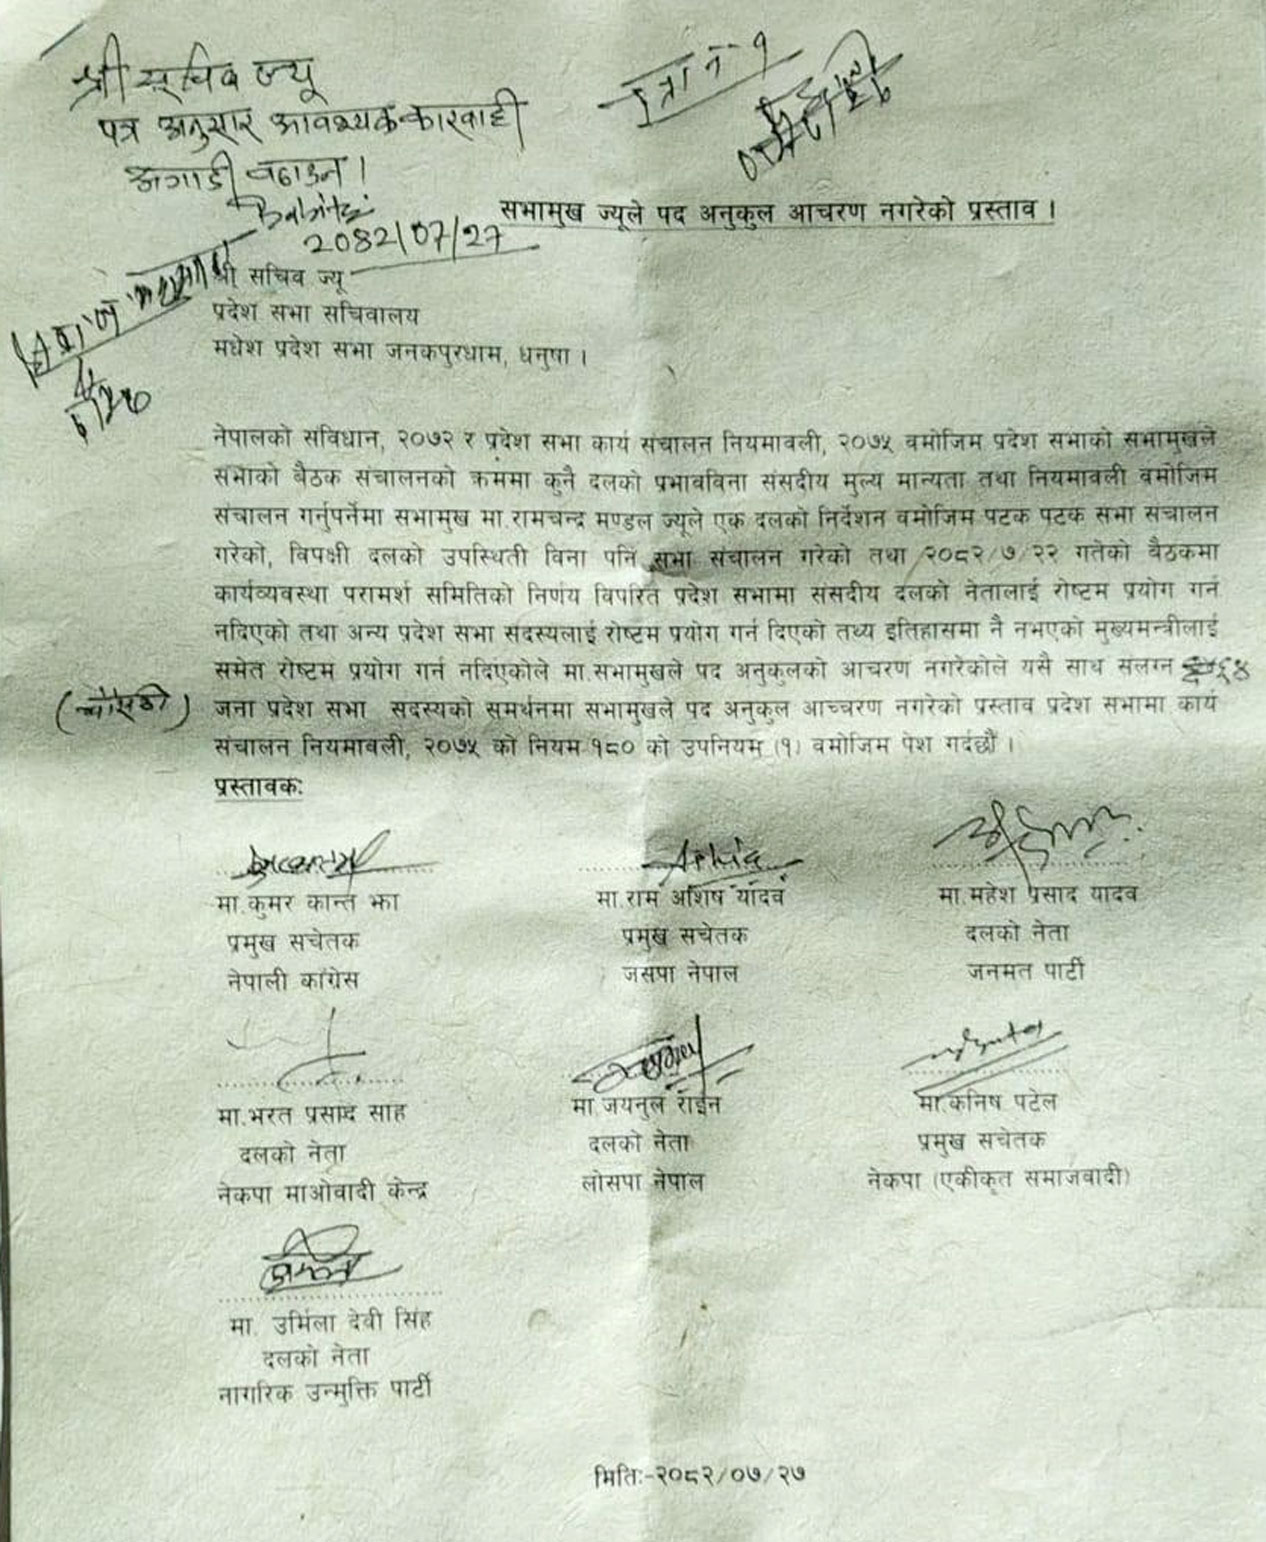 श्री सचिव ज्यू
पत्र अनुसार आवश्यक कारवाही
अगाडी बढाउन ।
2082/07/27
सभामुख ज्यूले पद अनुकुल आचरण नगरेको प्रस्ताव ।
श्री सचिव ज्यू
प्रदेश सभा सचिवालय
मधेश प्रदेश सभा जनकपुरधाम, धनुषा ।
नेपालको संविधान, २०७२ र प्रदेश सभा कार्य संचालन नियमावली, २०७५ वमोजिम प्रदेश सभाको सभामुखले
सभाको बैठक संचालनको क्रममा कुनै दलको प्रभावविना संसदीय मुल्य मान्यता तथा नियमावली वमोजिम
संचालन गर्नुपर्नेमा सभामुख मा.रामचन्द्र मण्डल ज्यूले एक दलको निर्देशन वमोजिम पटक पटक सभा संचालन
गरेको, विपक्षी दलको उपस्थिती विना पनि सभा संचालन गरेको तथा २०८२/७/२२ गतेको बैठकमा
कार्यव्यवस्था परामर्श समितिको निर्णय विपरित प्रदेश सभामा संसदीय दलको नेतालाई रोष्टम प्रयोग गर्न
नदिएको तथा अन्य प्रदेश सभा सदस्यलाई रोष्टम प्रयोग गर्न दिएको तथ्य इतिहासमा नै नभएको मुख्यमन्त्रीलाई
समेत रोष्टम प्रयोग गर्न नदिएकोले मा.सभामुखले पद अनुकुलको आचरण नगरेकोले यसै साथ संलग्न ६४
(चौसठी) जना प्रदेश सभा सदस्यको समर्थनमा सभामुखले पद अनुकुल आच्चरण नगरेको प्रस्ताव प्रदेश सभामा कार्य
संचालन नियमावली, २०७५ को नियम १८० को उपनियम (१) वमोजिम पेश गर्दछौं ।
प्रस्तावक:
मा.कुमर कान्त झा मा.राम अशिष यादव मा.महेश प्रसाद यादव
प्रमुख सचेतक प्रमुख सचेतक दलको नेता
नेपाली कांग्रेस जसपा नेपाल जनमत पार्टी
मा.भरत प्रसाद साह मा.जयनुल राईन मा.कनिष पटेल
दलको नेता दलको नेता प्रमुख सचेतक
नेकपा माओवादी केन्द्र लोसपा नेपाल नेकपा (एकीकृत समाजवादी)
मा. उर्मिला देवी सिंह
दलको नेता
नागरिक उन्मुक्ति पार्टी
मिति:-२०८२/०७/२७